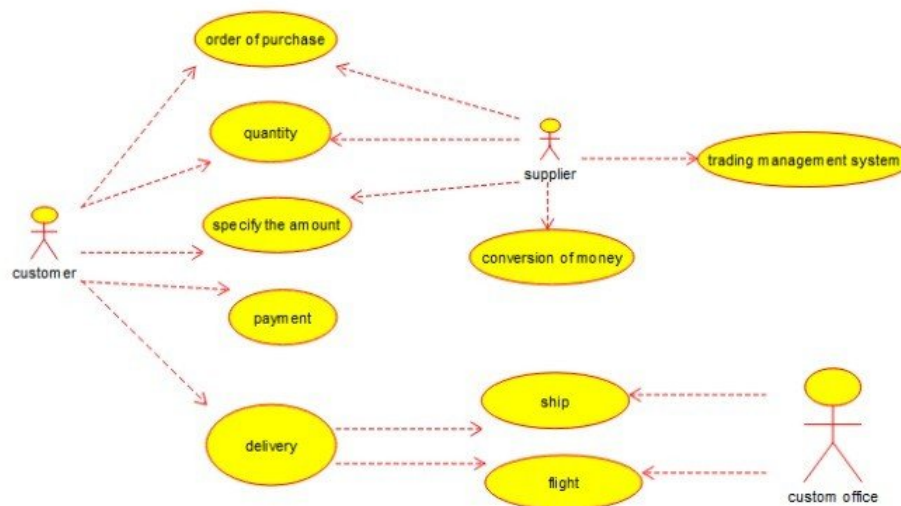 order of purchase
quantity
supplier
trading management system
specify the amount
customer
conversion of money
payment
ship
delivery
flight
custom office